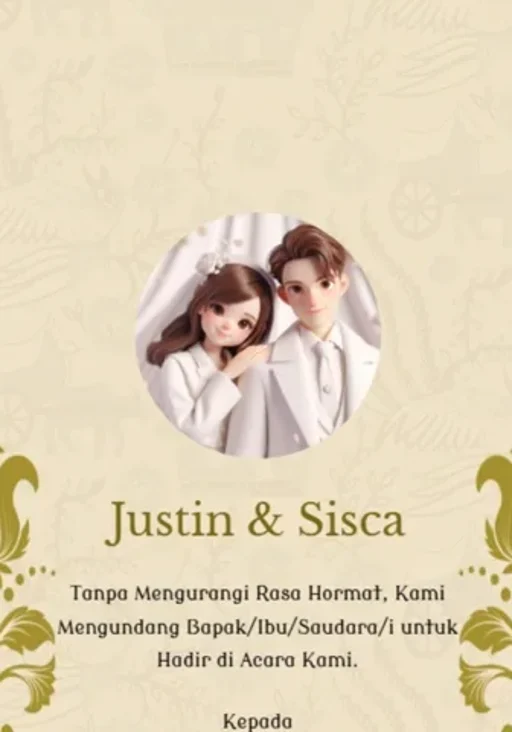 Justin & Sisca
Tanpa Mengurangi Rasa Hormat, Kami
Mengundang Bapak/Ibu/Saudara/i untuk
Hadir di Acara Kami.
Kepada